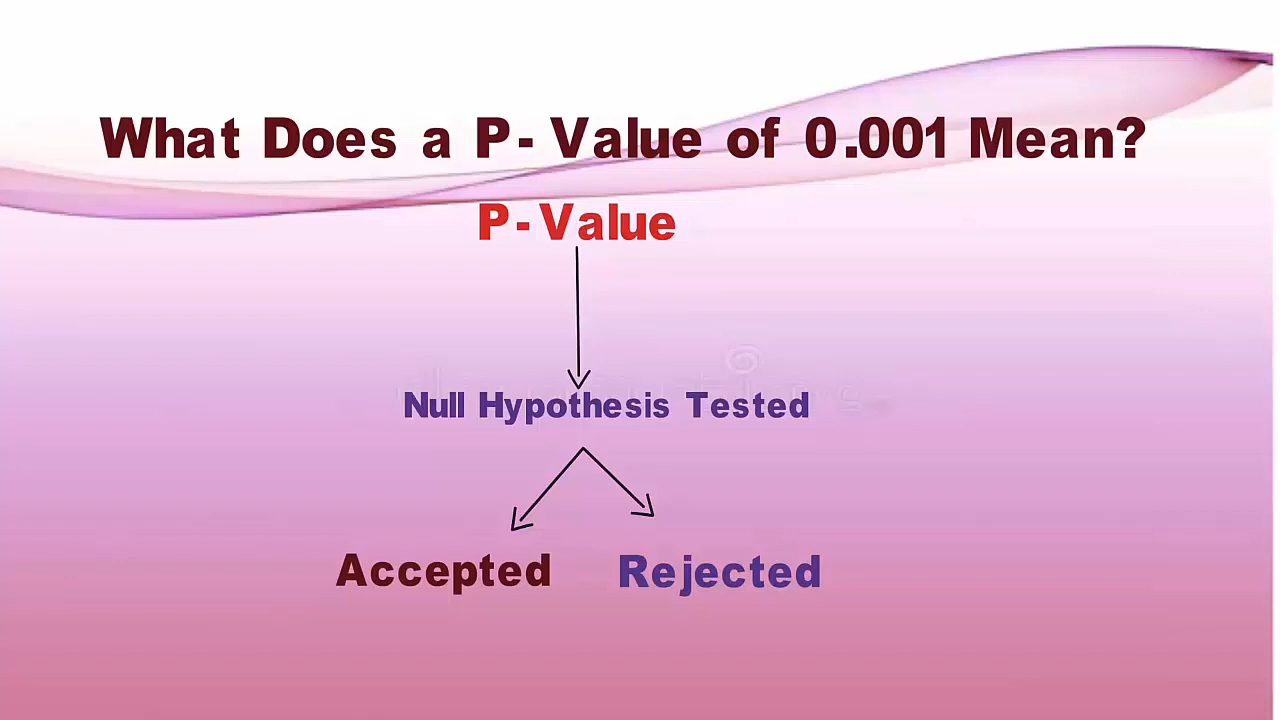 What Does a P- Value of 0.001 Mean?
P-Value
Null Hypothesis Tested
Accepted Rejected